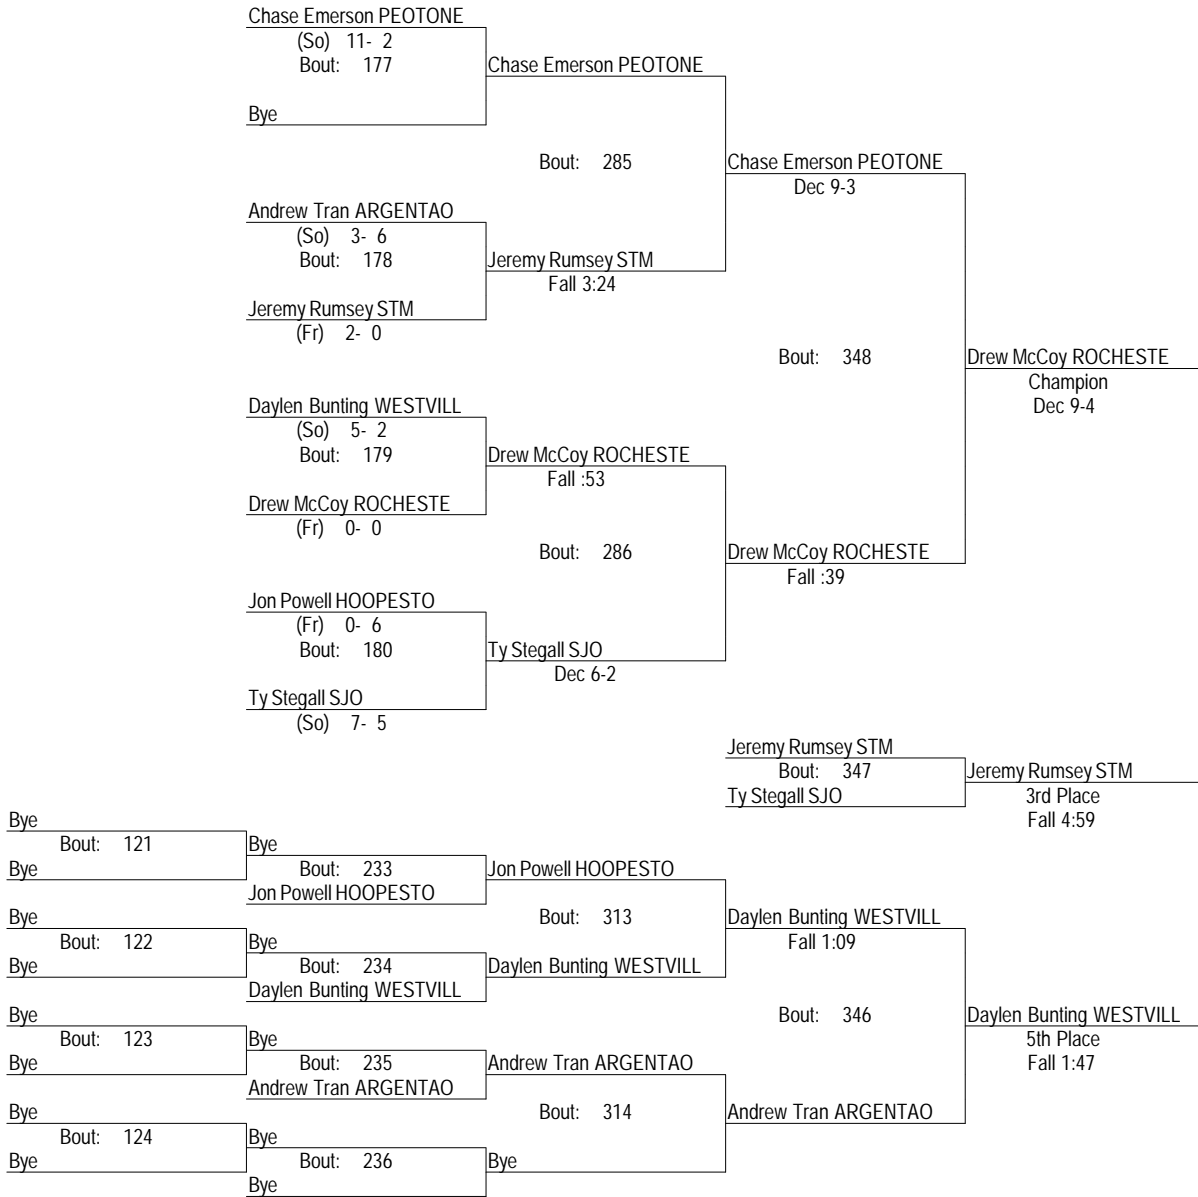 Chase Emerson PEOTONE
(So) 11- 2
Bout: 177
Chase Emerson PEOTONE
Bye
Bout: 285
Chase Emerson PEOTONE
Dec 9-3
Andrew Tran ARGENTAO
(So) 3- 6
Bout: 178
Jeremy Rumsey STM
Fall 3:24
Jeremy Rumsey STM
(Fr) 2- 0
Bout: 348
Drew McCoy ROCHESTE
Champion
Dec 9-4
Daylen Bunting WESTVILL
(So) 5- 2
Bout: 179
Drew McCoy ROCHESTE
Fall :53
Drew McCoy ROCHESTE
(Fr) 0- 0
Bout: 286
Drew McCoy ROCHESTE
Fall :39
Jon Powell HOOPESTO
(Fr) 0- 6
Bout: 180
Ty Stegall SJO
Dec 6-2
Ty Stegall SJO
(So) 7- 5
Jeremy Rumsey STM
Bout: 347
Jeremy Rumsey STM
Ty Stegall SJO
3rd Place
Fall 4:59
Bye
Bout: 121
Bye
Bye
Bout: 233
Jon Powell HOOPESTO
Jon Powell HOOPESTO
Bye
Bout: 313
Daylen Bunting WESTVILL
Fall 1:09
Bout: 122
Bye
Bye
Bout: 234
Daylen Bunting WESTVILL
Daylen Bunting WESTVILL
Bye
Bout: 346
Daylen Bunting WESTVILL
5th Place
Fall 1:47
Bout: 123
Bye
Bye
Bout: 235
Andrew Tran ARGENTAO
Andrew Tran ARGENTAO
Bye
Bout: 314
Andrew Tran ARGENTAO
Bout: 124
Bye
Bye
Bout: 236
Bye
Bye